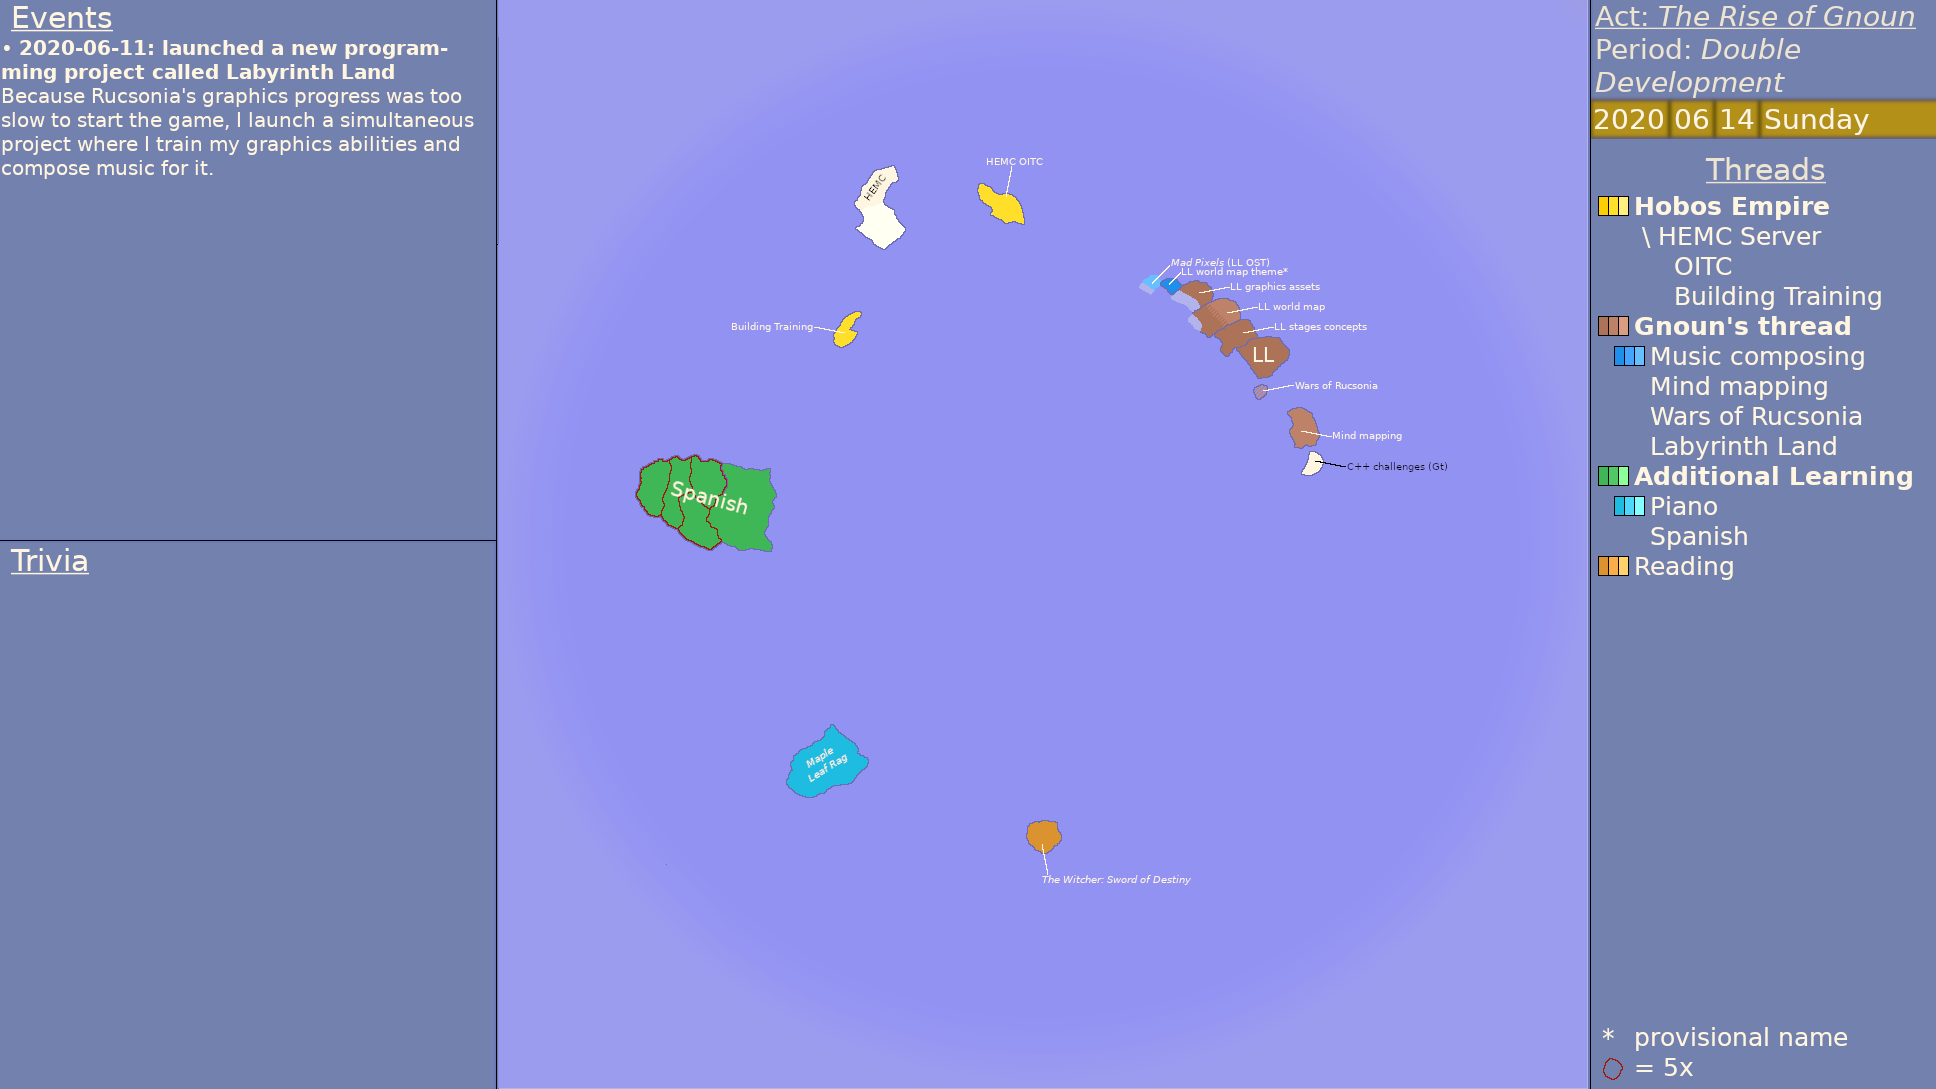 Events
• 2020-06-11: launched a new program-
ming project called Labyrinth Land
Because Rucsonia's graphics progress was too
slow to start the game, I launch a simultaneous
project where I train my graphics abilities and
compose music for it.
Trivia
HEMC
HEMC OITC
Mad Pixels (LL OST)
LL world map theme*
LL graphics assets
LL world map
LL stages concepts
LL
Building Training
Wars of Rucsonia
Mind mapping
C++ challenges (Gt)
Spanish
Maple
Leaf Rag
The Witcher: Sword of Destiny
Act: The Rise of Gnoun
Period: Double
Development
2020 06 14 Sunday
Threads
Hobos Empire
\ HEMC Server
OITC
Building Training
Gnoun's thread
Music composing
Mind mapping
Wars of Rucsonia
Labyrinth Land
Additional Learning
Piano
Spanish
Reading
* provisional name
= 5x